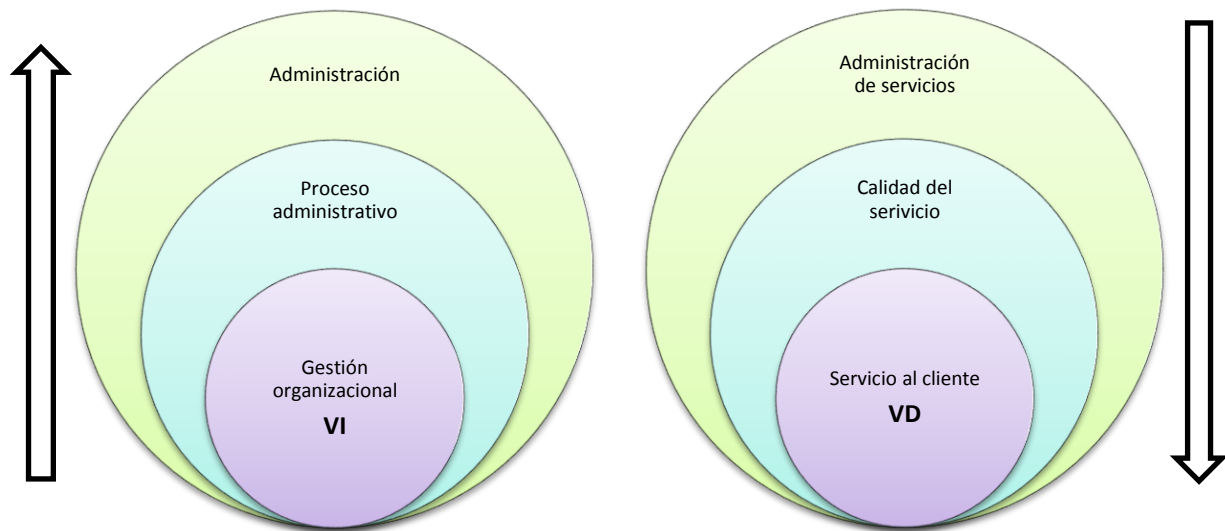 Administración
Proceso
administrativo
Gestión
organizacional
VI
Administración
de servicios
Calidad del
serivicio
Servicio al cliente
VD